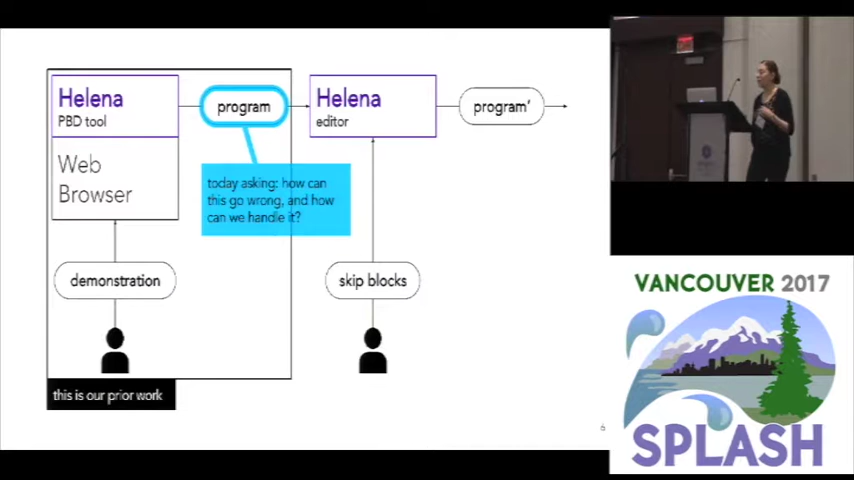 Helena
PBD tool
program
Helena
editor
program'
Web
Browser
today asking: how can
this go wrong, and how
can we handle it?
demonstration
skip blocks
this is our prior work
6
VANCOUVER 2017
SPLASH